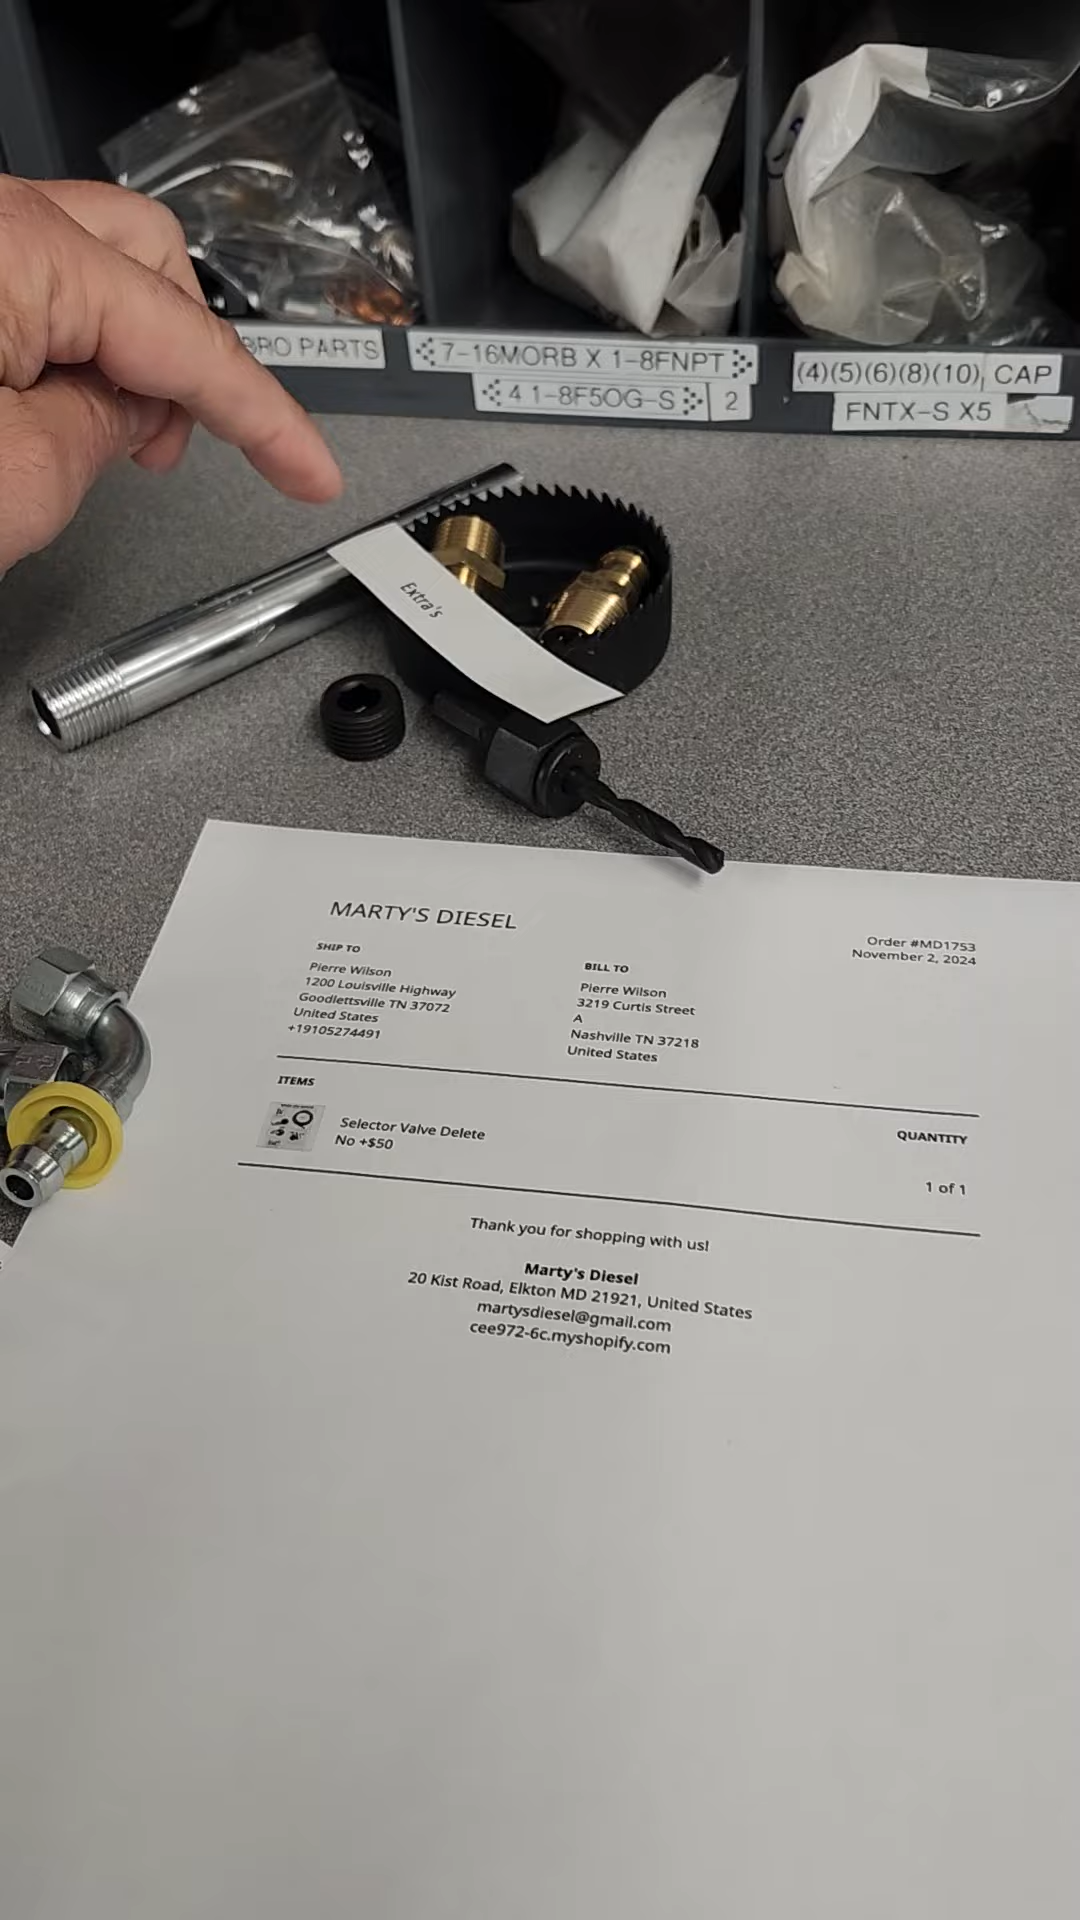 BRO PARTS
7-16MORB X 1-8FNPT
4 1-8F5OG-S 2
(4)(5)(6)(8)(10), CAP
FNTX-S X5
Extra's
MARTY'S DIESEL
Order #MD1753
November 2, 2024
SHIP TO
Pierre Wilson
1200 Louisville Highway
Goodlettsville TN 37072
United States
+19105274491
BILL TO
Pierre Wilson
3219 Curtis Street
A
Nashville TN 37218
United States
ITEMS
QUANTITY
Selector Valve Delete
No +$50
1 of 1
Thank you for shopping with us!
Marty's Diesel
20 Kist Road, Elkton MD 21921, United States
martysdiesel@gmail.com
cee972-6c.myshopify.com